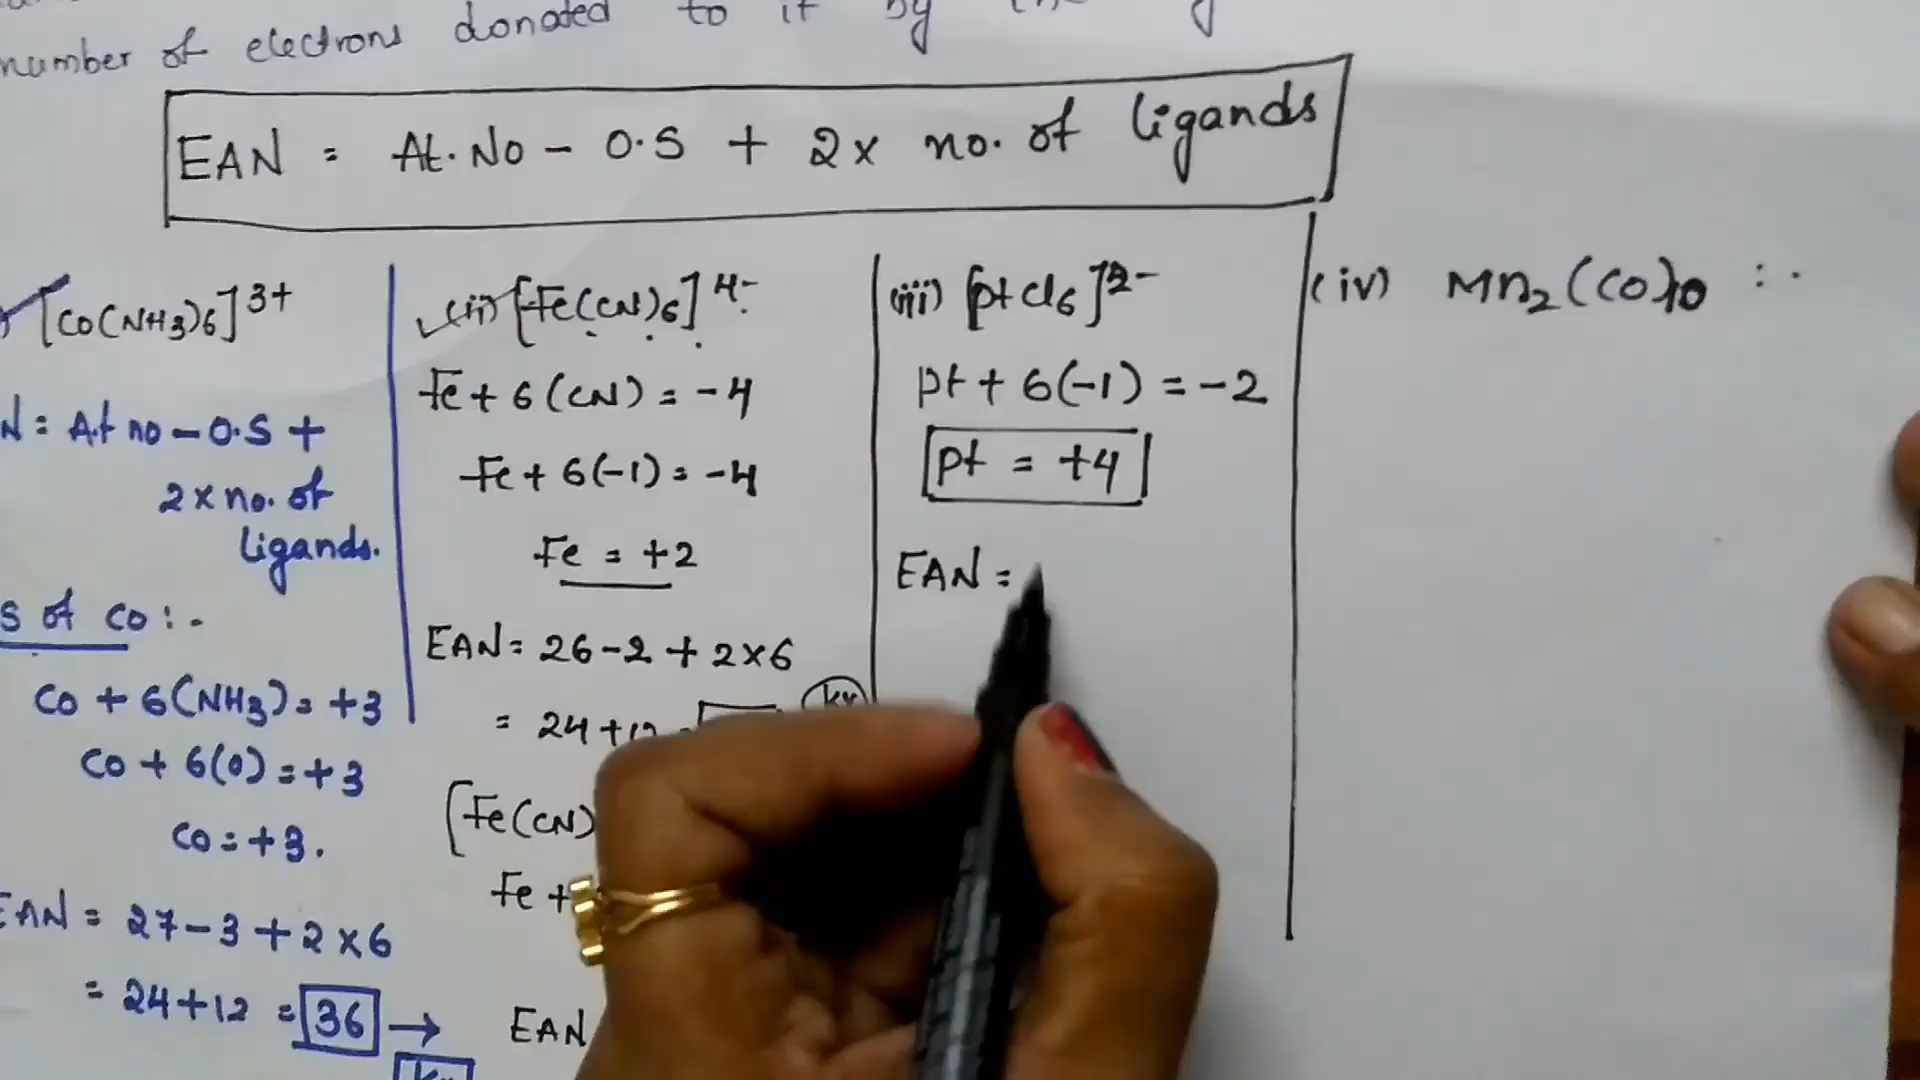 number of electrons donated to it by
EAN = At. No - O.S + 2x no. of ligands
[Co(NH3)6]3+
N = At no - O.S +
2 x no. of
ligands.
S of Co :-
Co + 6(NH3) = +3
Co + 6(0) = +3
Co = +3.
EAN = 27-3+2x6
= 24+12 = 36 →
(ii) [Fe(CN)6]4-
Fe + 6(CN) = -4
Fe + 6(-1) = -4
Fe = +2
EAN = 26-2+2x6
= 24+12
Kr
[Fe(CN)
Fe +
EAN
(iii) [PtCl6]2-
Pt + 6(-1) = -2
Pt = +4
EAN =
(iv) Mn2(CO)10 :-